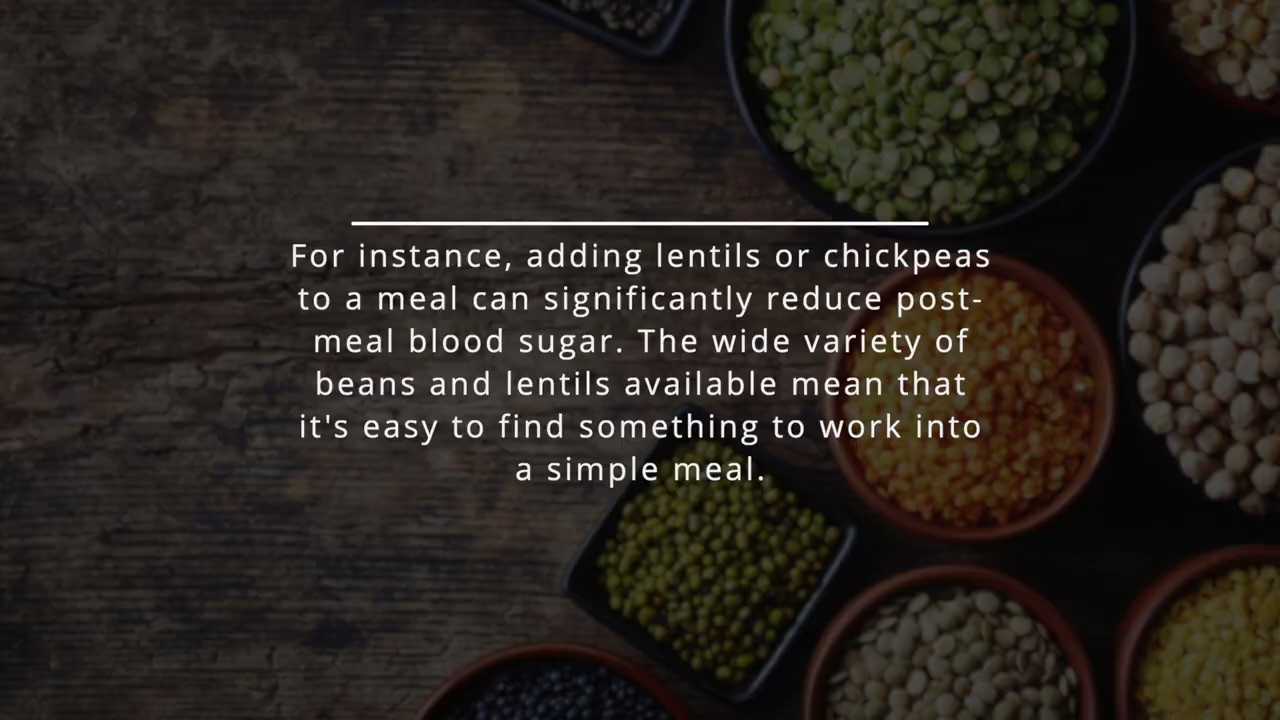 For instance, adding lentils or chickpeas
to a meal can significantly reduce post-
meal blood sugar. The wide variety of
beans and lentils available mean that
it's easy to find something to work into
a simple meal.